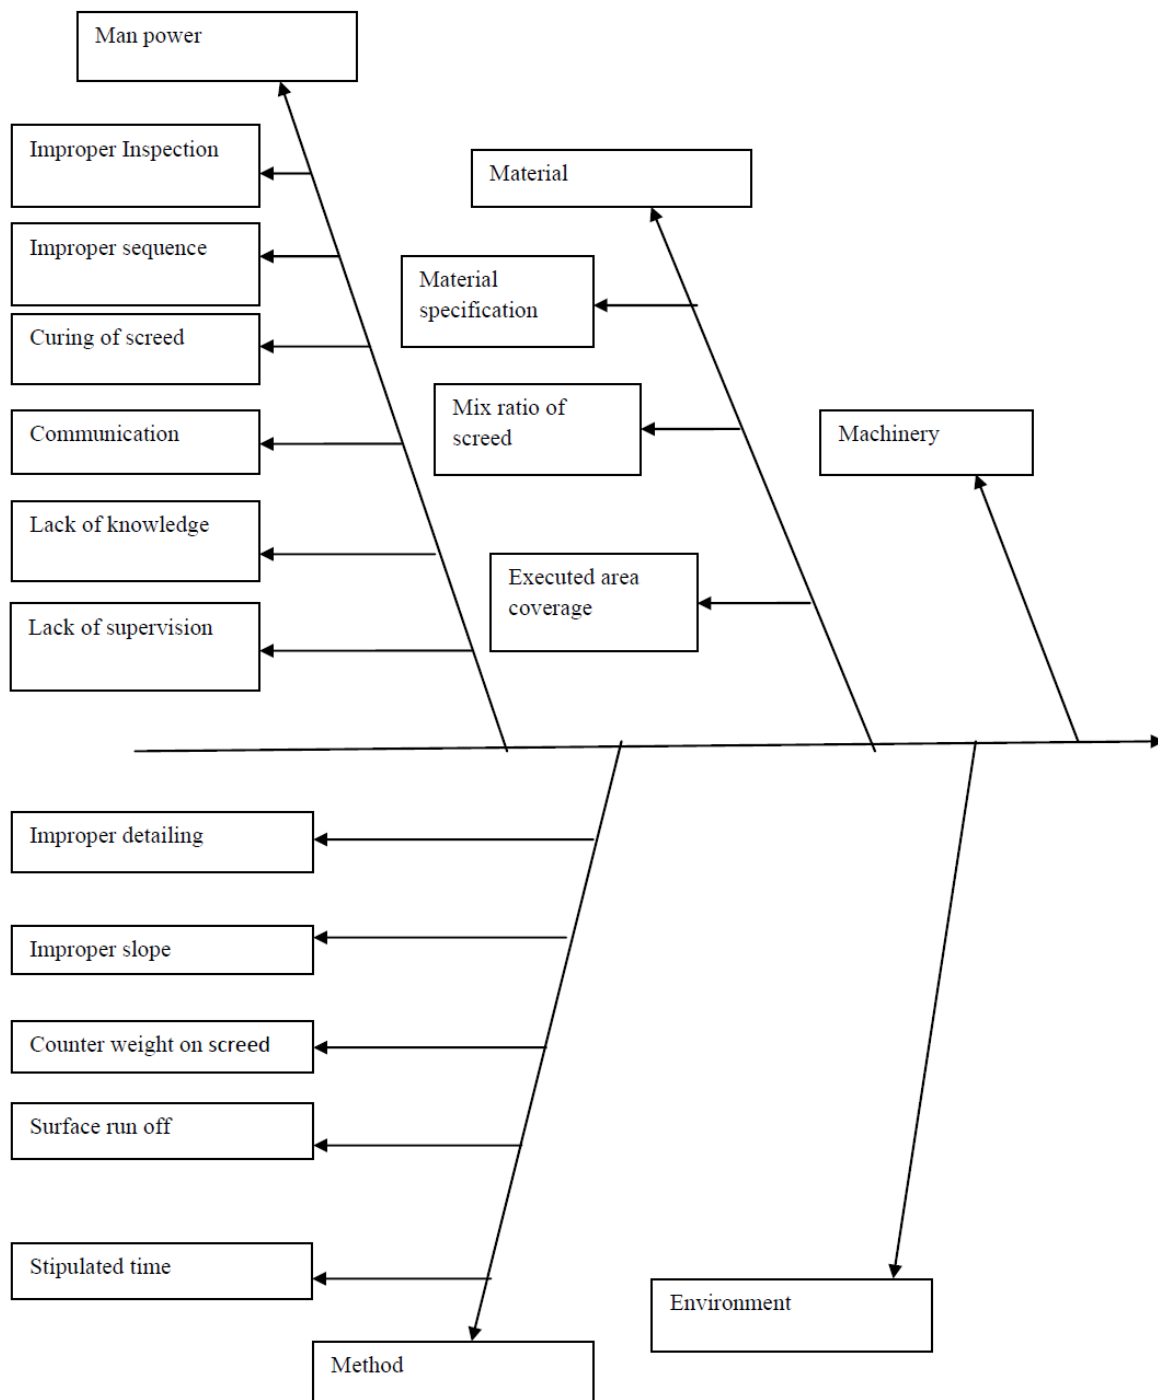 Man power
Improper Inspection
Improper sequence
Curing of screed
Communication
Lack of knowledge
Lack of supervision
Material
Material
specification
Mix ratio of
screed
Executed area
coverage
Machinery
Improper detailing
Improper slope
Counter weight on screed
Surface run off
Stipulated time
Method
Environment